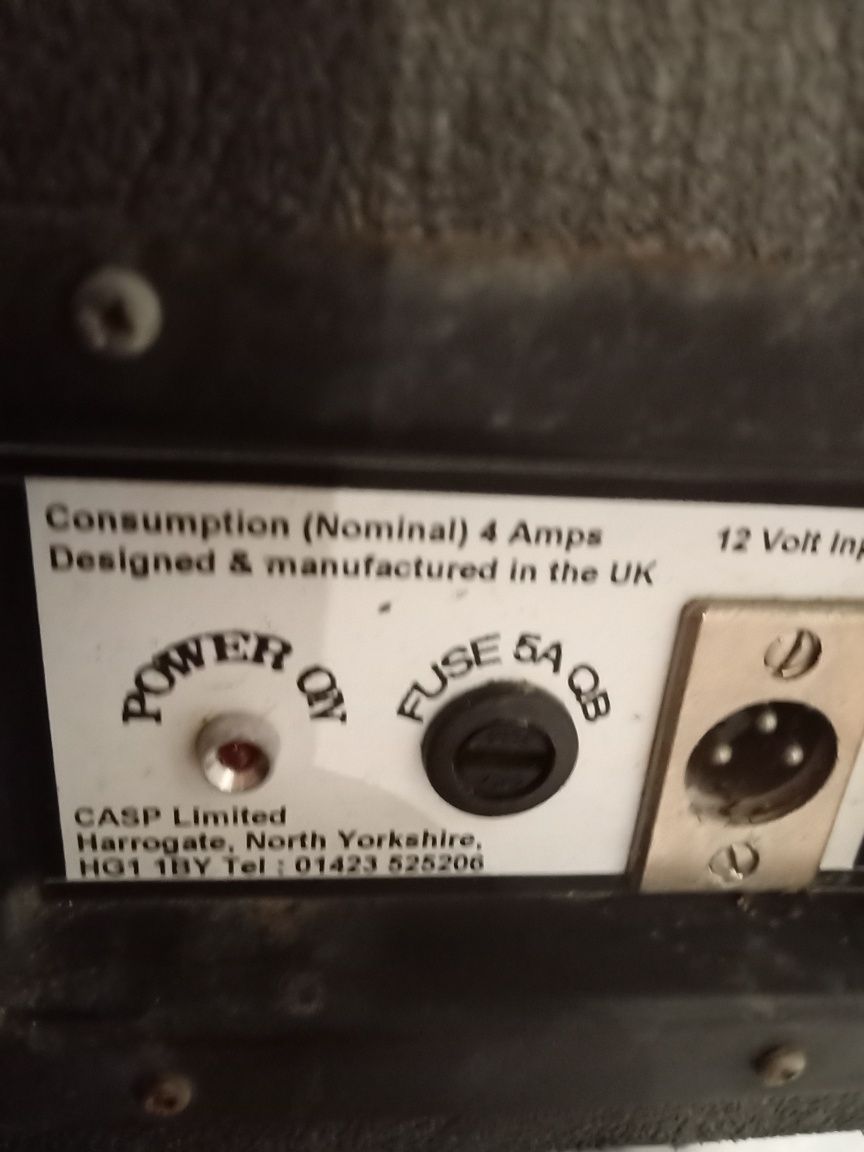 Consumption (Nominal) 4 Amps
Designed & manufactured in the UK
12 Volt Inp
POWER ON
FUSE 5A QB
CASP Limited
Harrogate, North Yorkshire,
HG1 1BY Tel : 01423 525206